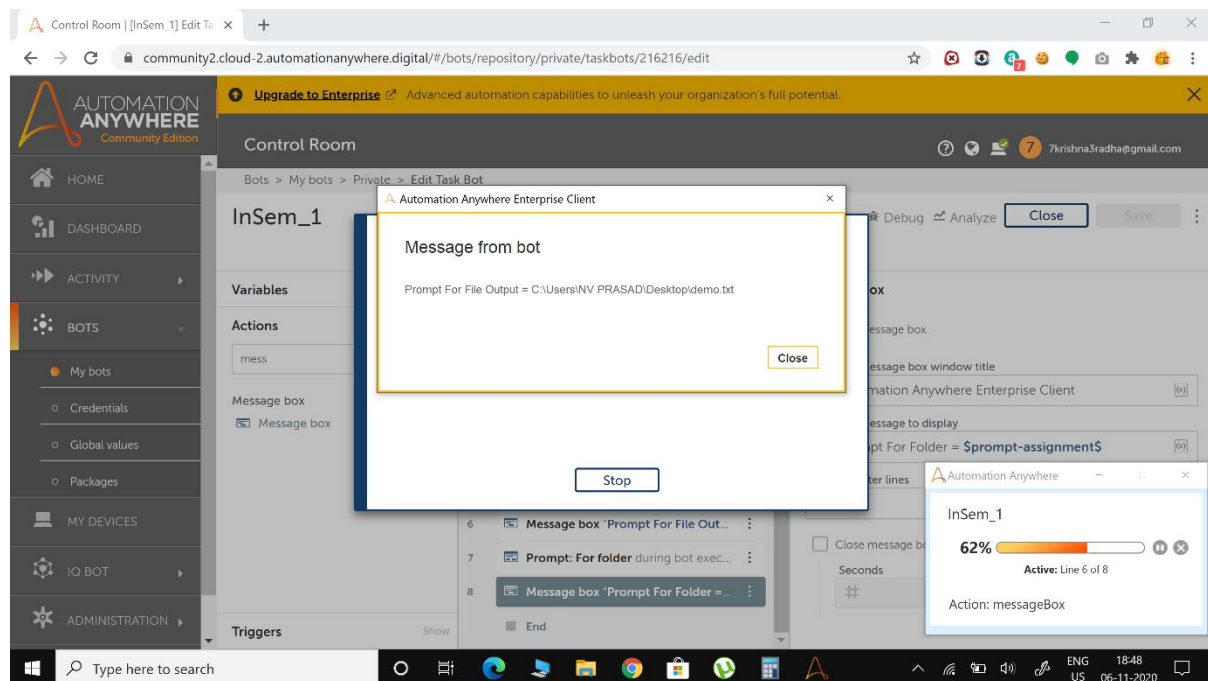 Control Room | [InSem_1] Edit Ta
community2.cloud-2.automationanywhere.digital/#/bots/repository/private/taskbots/216216/edit
7
AUTOMATION
ANYWHERE
Community Edition
Upgrade to Enterprise Advanced automation capabilities to unleash your organization's full potential.
Control Room
7 7krishna3radha@gmail.com
HOME
DASHBOARD
ACTIVITY
BOTS
My bots
Credentials
Global values
Packages
MY DEVICES
IQ BOT
ADMINISTRATION
Bots > My bots > Private > Edit Task Bot
InSem_1
Debug Analyze Close Save
Variables
Actions
mess
Message box
Message box
Triggers Show
Automation Anywhere Enterprise Client
Message from bot
Prompt For File Output = C:\Users\NV PRASAD\Desktop\demo.txt
Close
Stop
6 Message box "Prompt For File Out...
7 Prompt: For folder during bot exec...
8 Message box "Prompt For Folder =...
End
ox
essage box
essage box window title
mation Anywhere Enterprise Client
essage to display
pt For Folder = $prompt-assignment$
ter lines
Close message bo
Seconds
#
Automation Anywhere
InSem_1
62%
Active: Line 6 of 8
Action: messageBox
Type here to search
ENG
US
18:48
06-11-2020